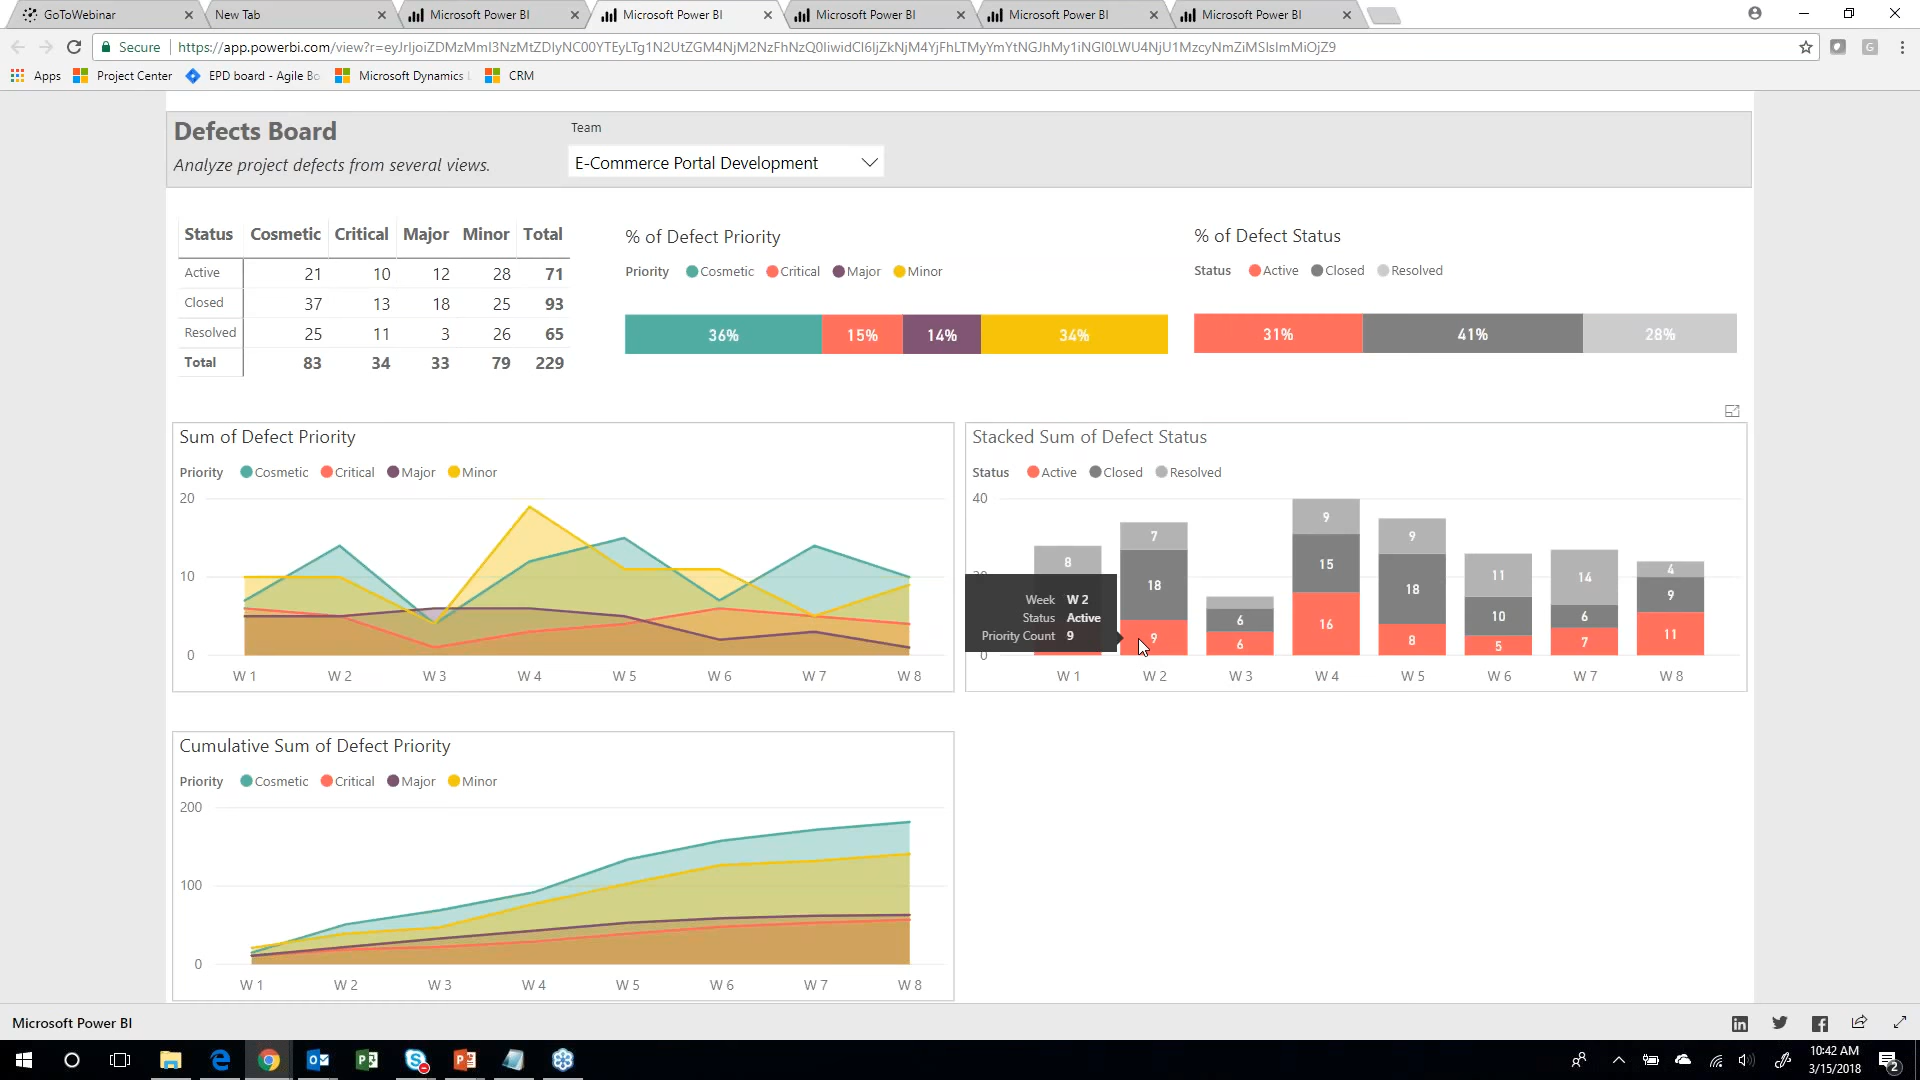 GoToWebinar
New Tab
Microsoft Power BI
Microsoft Power BI
Microsoft Power BI
Microsoft Power BI
Microsoft Power BI
Secure
Apps
Project Center
EPD board - Agile Bo
Microsoft Dynamics
CRM
Defects Board
Analyze project defects from several views.
Team
E-Commerce Portal Development
Status Cosmetic Critical Major Minor Total
Active 21 10 12 28 71
Closed 37 13 18 25 93
Resolved 25 11 3 26 65
Total 83 34 33 79 229
% of Defect Priority
Priority Cosmetic Critical Major Minor
36% 15% 14% 34%
% of Defect Status
Status Active Closed Resolved
31% 41% 28%
Sum of Defect Priority
Priority Cosmetic Critical Major Minor
20
10
0
W 1 W 2 W 3 W 4 W 5 W 6 W 7 W 8
Stacked Sum of Defect Status
Status Active Closed Resolved
40
0
8
7 18 9
6 6
9 15 16
9 18 8
11 10 5
14 6 7
4 9 11
Week W 2
Status Active
Priority Count 9
W 1 W 2 W 3 W 4 W 5 W 6 W 7 W 8
Cumulative Sum of Defect Priority
Priority Cosmetic Critical Major Minor
200
100
0
W 1 W 2 W 3 W 4 W 5 W 6 W 7 W 8
Microsoft Power BI
10:42 AM
3/15/2018
2